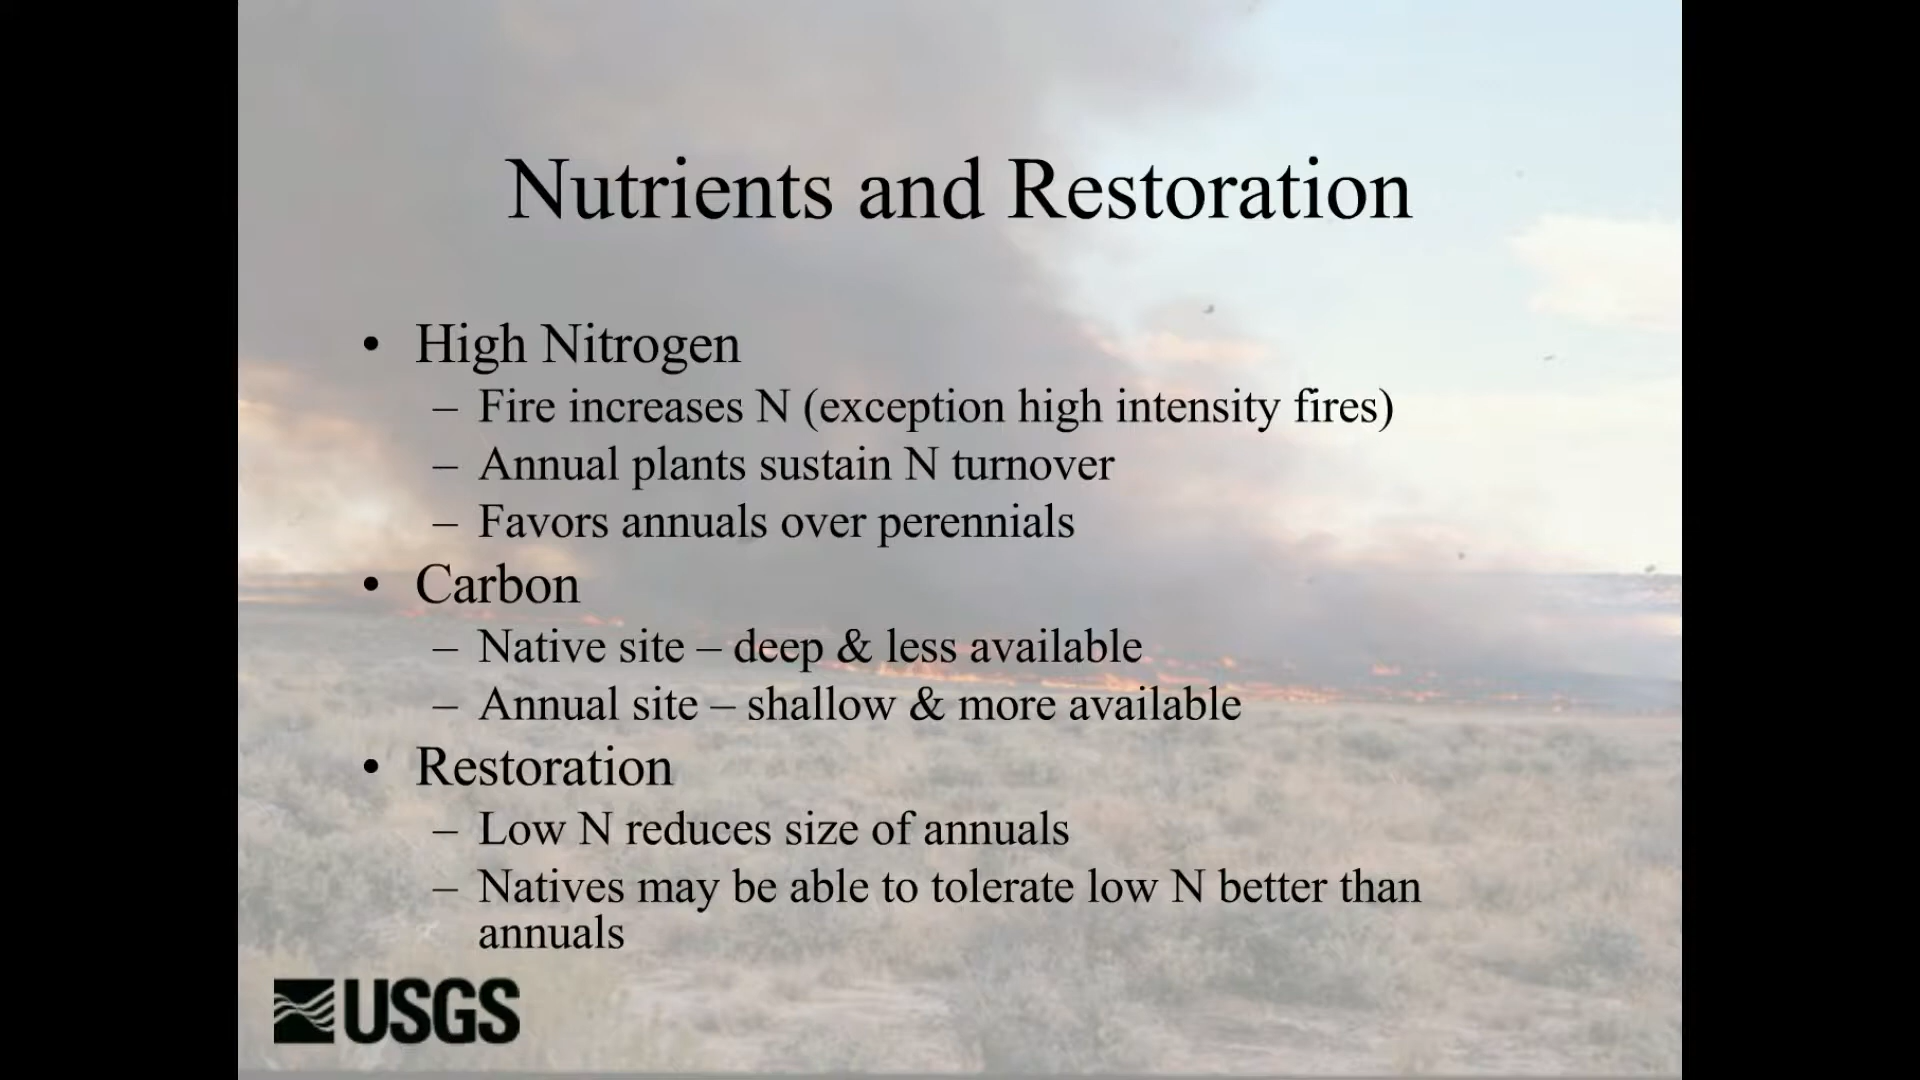 Nutrients and Restoration
• High Nitrogen
– Fire increases N (exception high intensity fires)
– Annual plants sustain N turnover
– Favors annuals over perennials
• Carbon
– Native site – deep & less available
– Annual site – shallow & more available
• Restoration
– Low N reduces size of annuals
– Natives may be able to tolerate low N better than
annuals
USGS